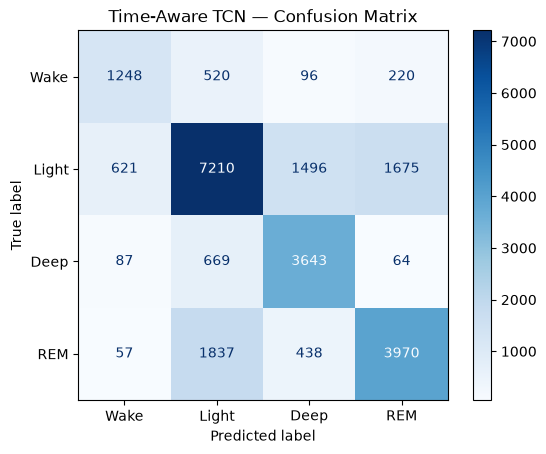 Time-Aware TCN — Confusion Matrix
Wake 1248 520 96 220
Light 621 7210 1496 1675
Deep 87 669 3643 64
REM 57 1837 438 3970
Wake Light Deep REM
Predicted label
True label
7000
6000
5000
4000
3000
2000
1000